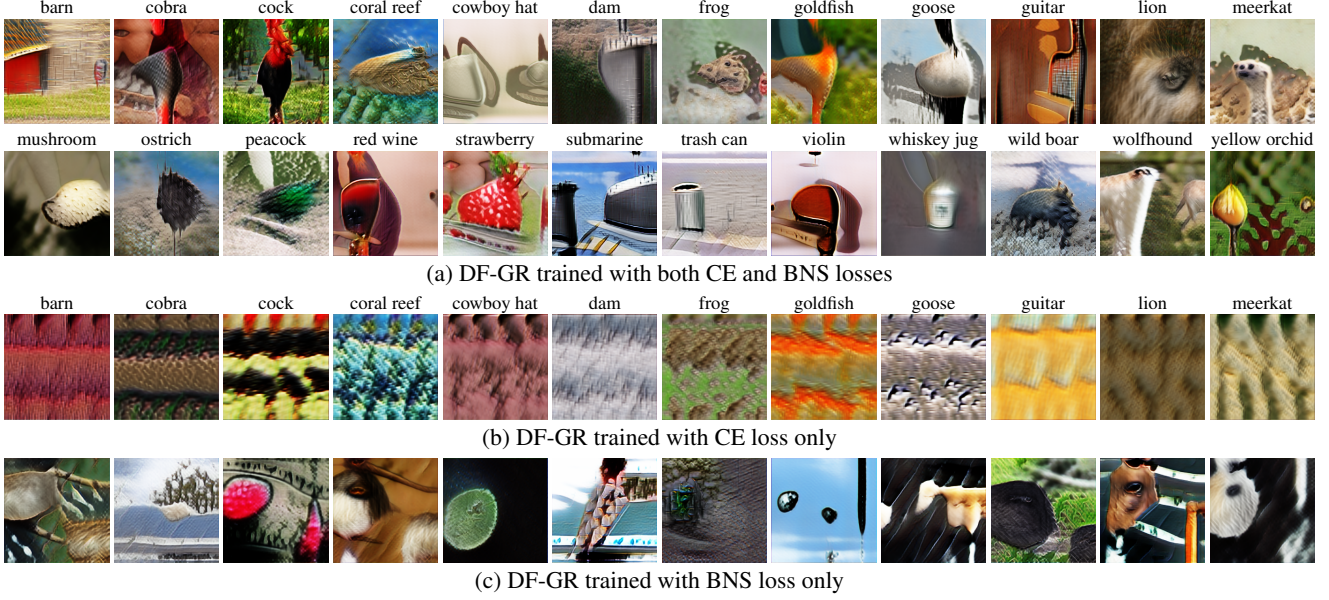 barn cobra cock coral reef cowboy hat dam frog goldfish goose guitar lion meerkat
mushroom ostrich peacock red wine strawberry submarine trash can violin whiskey jug wild boar wolfhound yellow orchid
(a) DF-GR trained with both CE and BNS losses
barn cobra cock coral reef cowboy hat dam frog goldfish goose guitar lion meerkat
(b) DF-GR trained with CE loss only
(c) DF-GR trained with BNS loss only